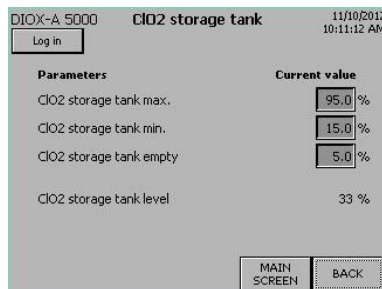 DIOX-A 5000 ClO2 storage tank 11/10/2012
Log in 10:11:12 AM
Parameters Current value
ClO2 storage tank max. 95.0 %
ClO2 storage tank min. 15.0 %
ClO2 storage tank empty 5.0 %
ClO2 storage tank level 33 %
MAIN SCREEN BACK